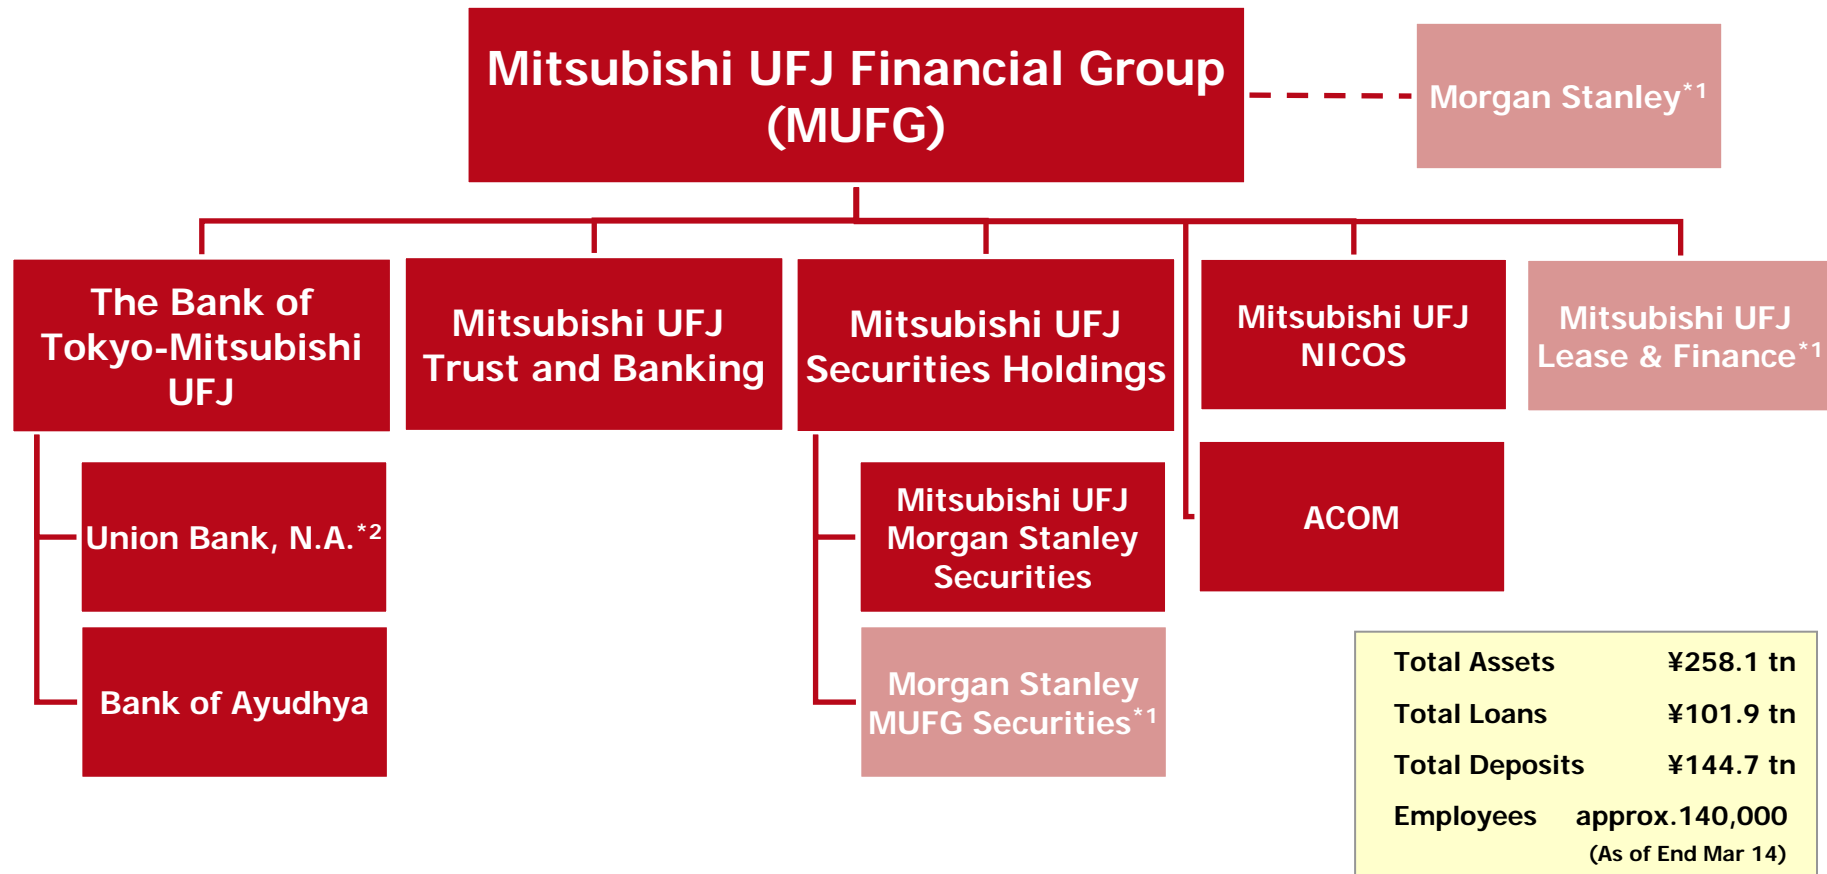 Mitsubishi UFJ Financial Group
(MUFG)
Morgan Stanley*1
The Bank of
Tokyo-Mitsubishi
UFJ
Mitsubishi UFJ
Trust and Banking
Mitsubishi UFJ
Securities Holdings
Mitsubishi UFJ
NICOS
Mitsubishi UFJ
Lease & Finance*1
Union Bank, N.A.*2
Bank of Ayudhya
Mitsubishi UFJ
Morgan Stanley
Securities
Morgan Stanley
MUFG Securities*1
ACOM
Total Assets ¥258.1 tn
Total Loans ¥101.9 tn
Total Deposits ¥144.7 tn
Employees approx.140,000
(As of End Mar 14)